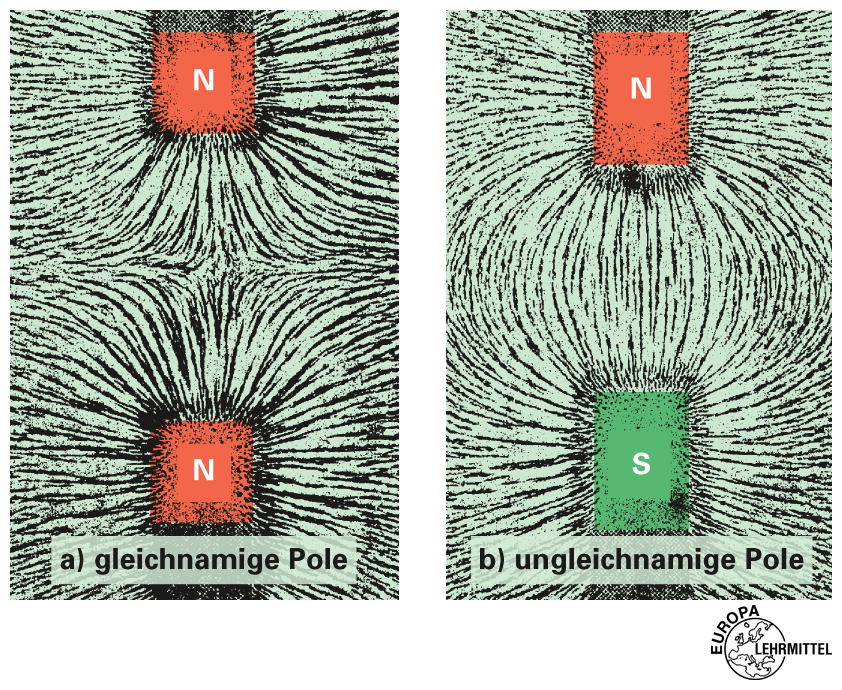 N
N
a) gleichnamige Pole
N
S
b) ungleichnamige Pole
EUROPA
LEHRMITTEL